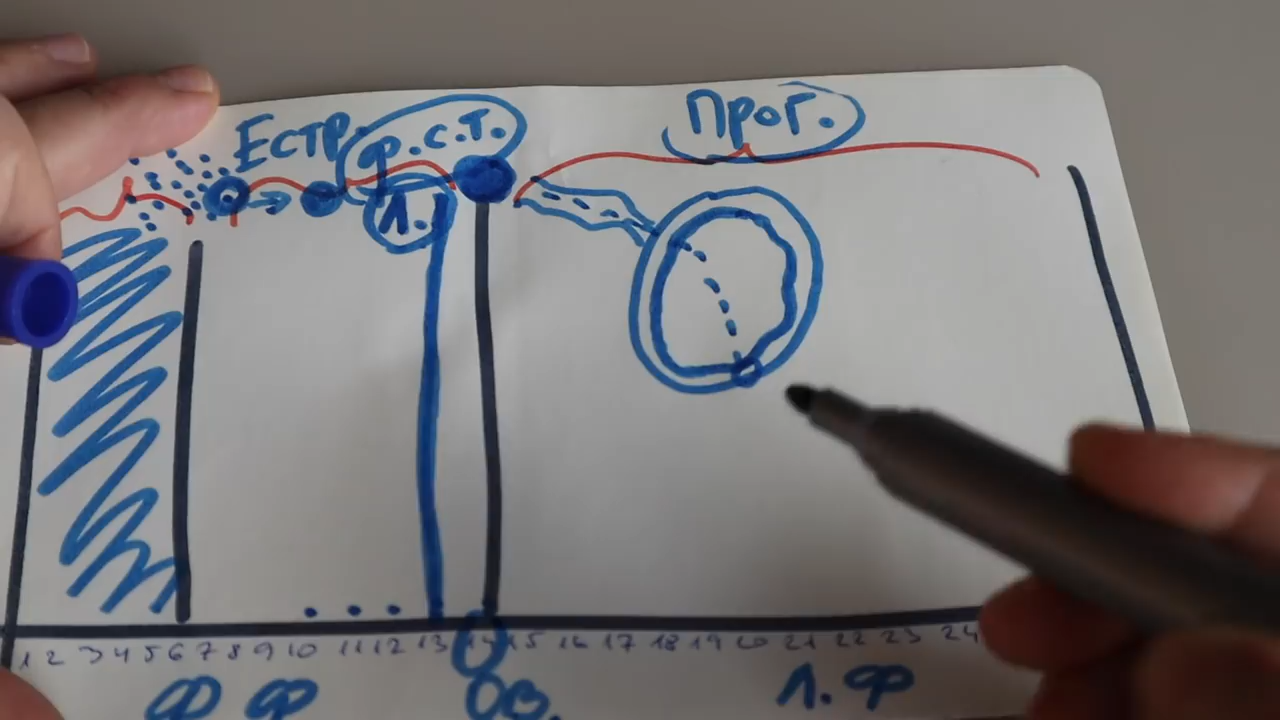 Естр. Ф.С.Т. Прог.
Л.
1 2 3 4 5 6 7 8 9 10 11 12 13 14 15 16 17 18 19 20 21 22 23 24
Ф Ф Ов. Л.Ф